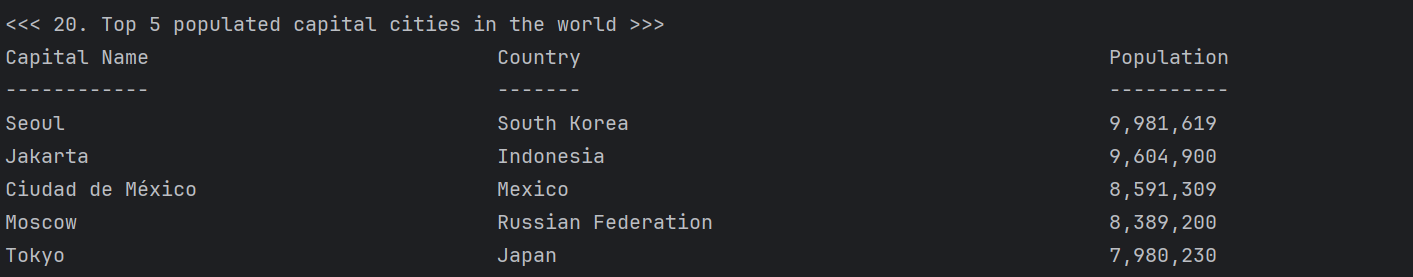 <<< 20. Top 5 populated capital cities in the world >>>
Capital Name Country Population
------------ ------- ----------
Seoul South Korea 9,981,619
Jakarta Indonesia 9,604,900
Ciudad de México Mexico 8,591,309
Moscow Russian Federation 8,389,200
Tokyo Japan 7,980,230